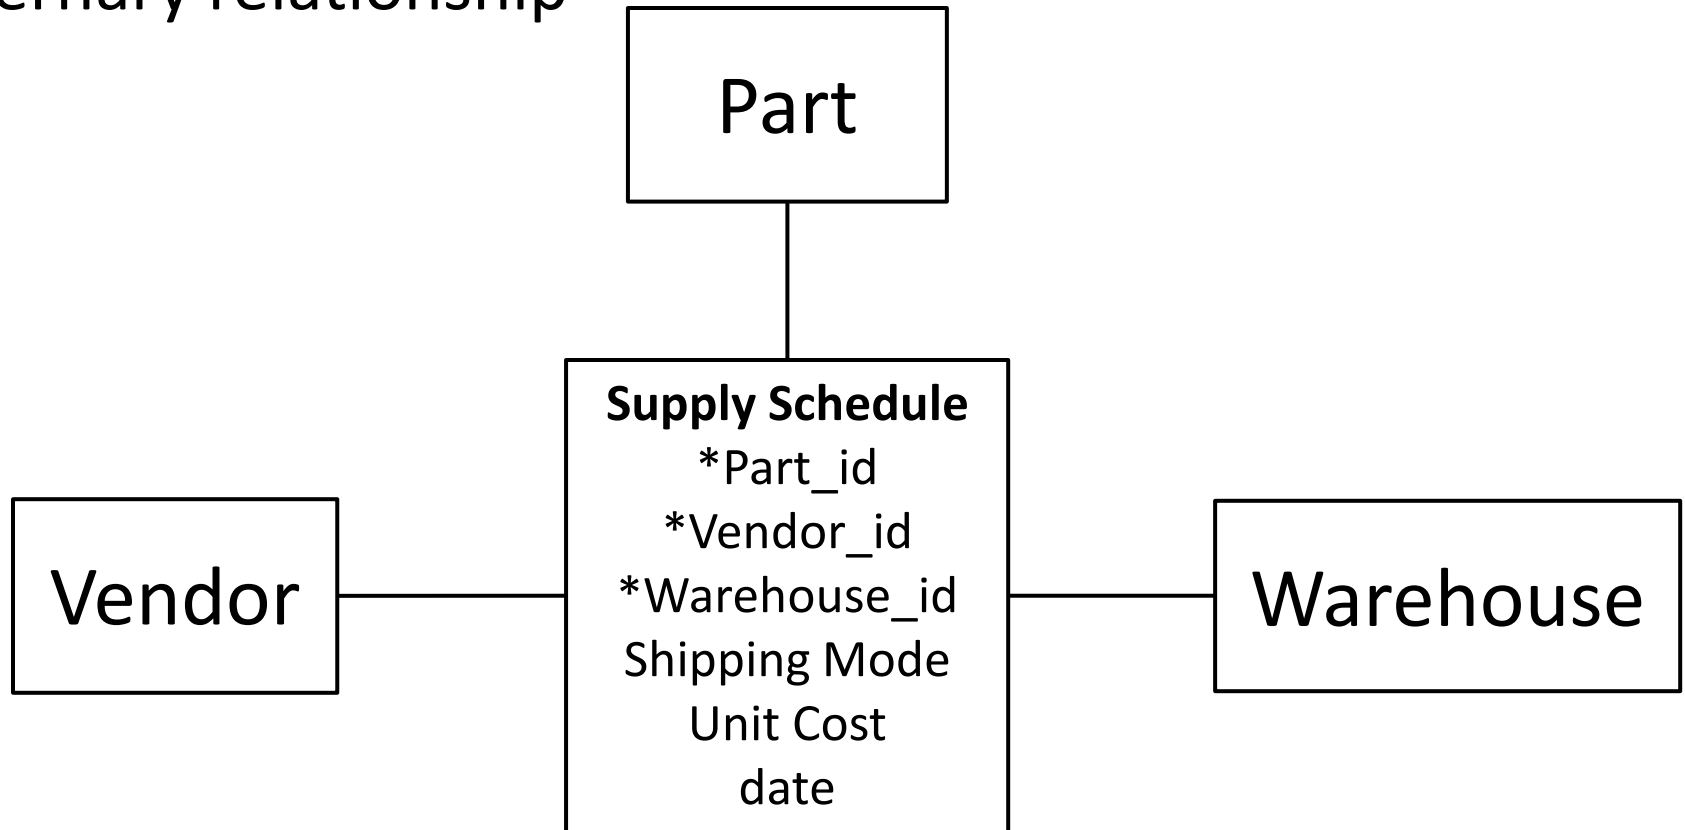 ernary relationship
Part
Supply Schedule
*Part_id
*Vendor_id
*Warehouse_id
Shipping Mode
Unit Cost
date
Vendor
Warehouse